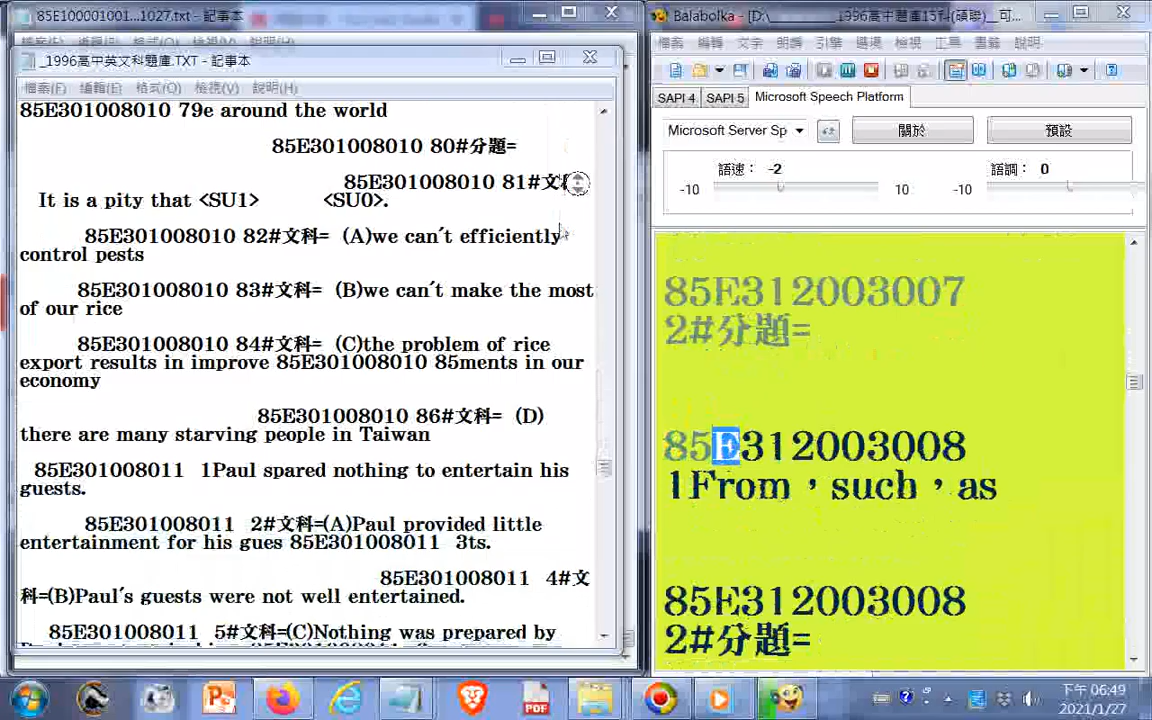 85E100001001...1027.txt - 記事本
_1996高中英文科題庫.TXT - 記事本
檔案(F) 編輯(E) 格式(O) 檢視(V) 說明(H)
85E301008010 79e around the world
85E301008010 80#分題=
85E301008010 81#文
It is a pity that <SU1> <SU0>.
85E301008010 82#文科= (A)we can't efficiently
control pests
85E301008010 83#文科= (B)we can't make the most
of our rice
85E301008010 84#文科= (C)the problem of rice
export results in improve 85E301008010 85ments in our
economy
85E301008010 86#文科= (D)
there are many starving people in Taiwan
85E301008011 1Paul spared nothing to entertain his
guests.
85E301008011 2#文科=(A)Paul provided little
entertainment for his gues 85E301008011 3ts.
85E301008011 4#文
科=(B)Paul's guests were not well entertained.
85E301008011 5#文科=(C)Nothing was prepared by
Balabolka - [D:\_______1996高中題庫15科(碩聯)__可...
檔案 編輯 文字 朗讀 引擎 選項 檢視 工具 書籤 說明
SAPI 4 SAPI 5 Microsoft Speech Platform
Microsoft Server Sp 關於 預設
語速: -2 語調: 0
-10 10 -10
85E312003007
2#分題=
85E312003008
1From，such，as
85E312003008
2#分題=
PDF
下午 06:49
2021/1/27